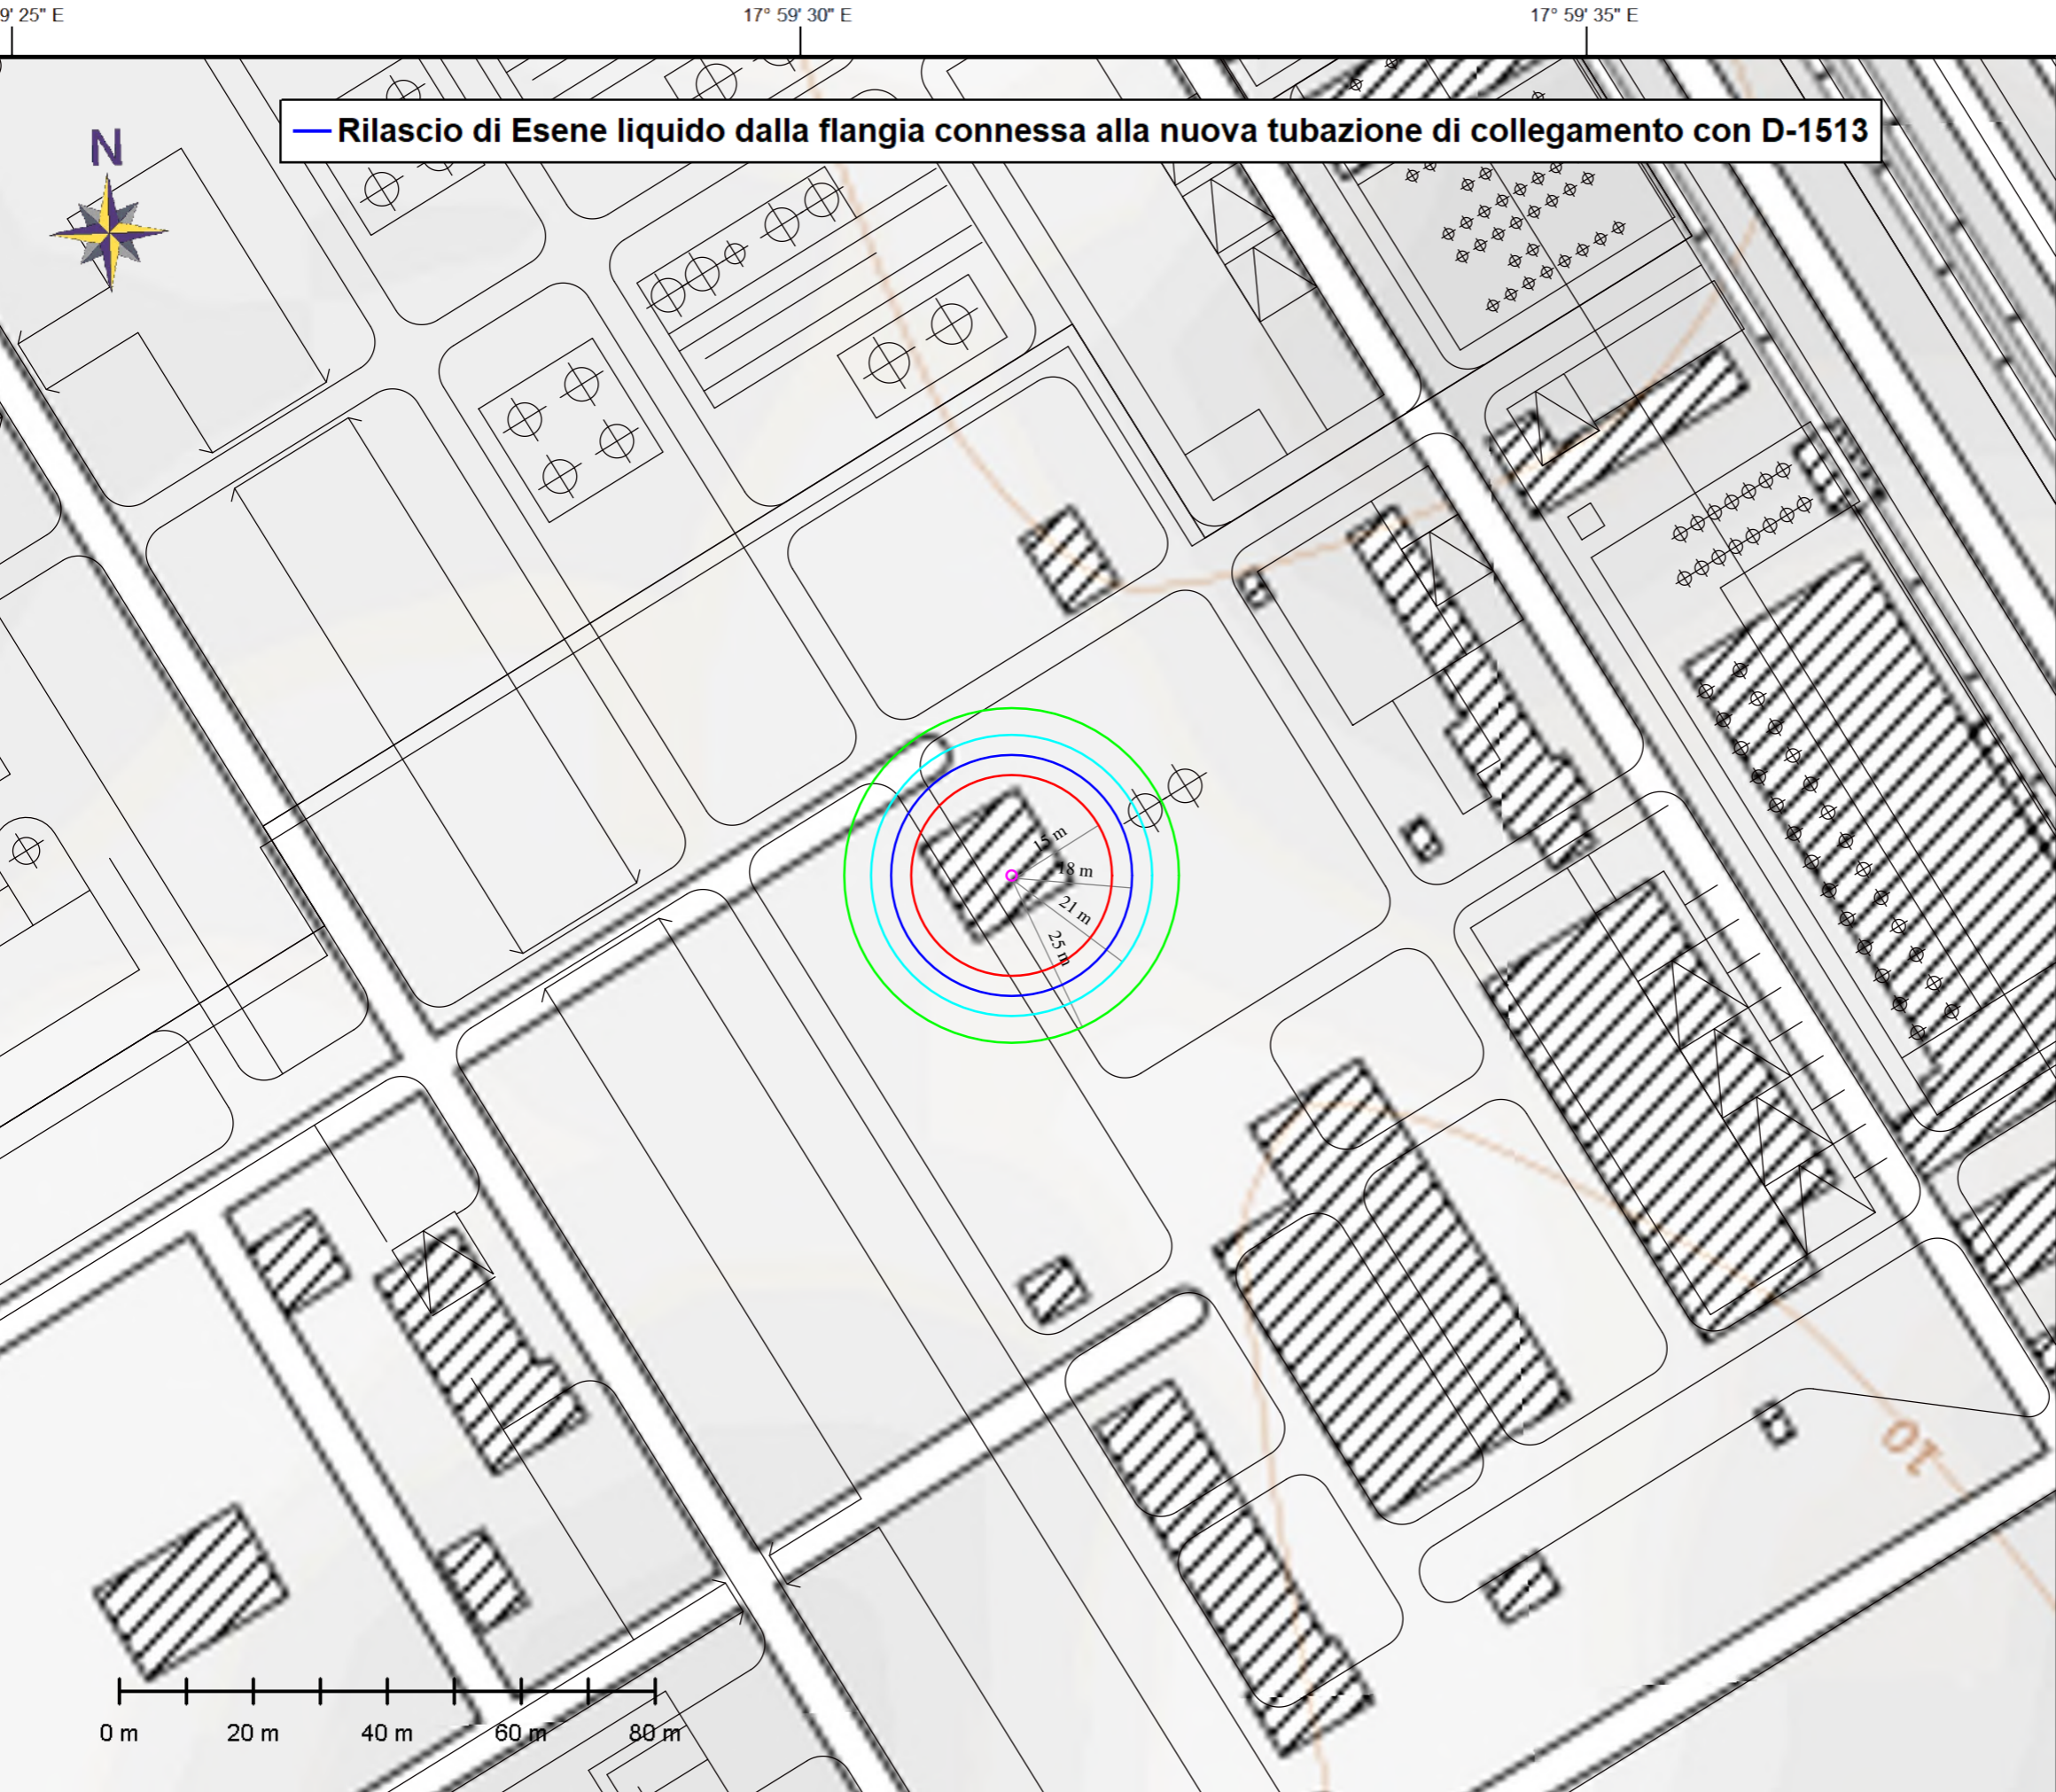 9' 25" E
17° 59' 30" E
17° 59' 35" E
Rilascio di Esene liquido dalla flangia connessa alla nuova tubazione di collegamento con D-1513
N
15 m
18 m
21 m
25 m
10
0 m
20 m
40 m
60 m
80 m